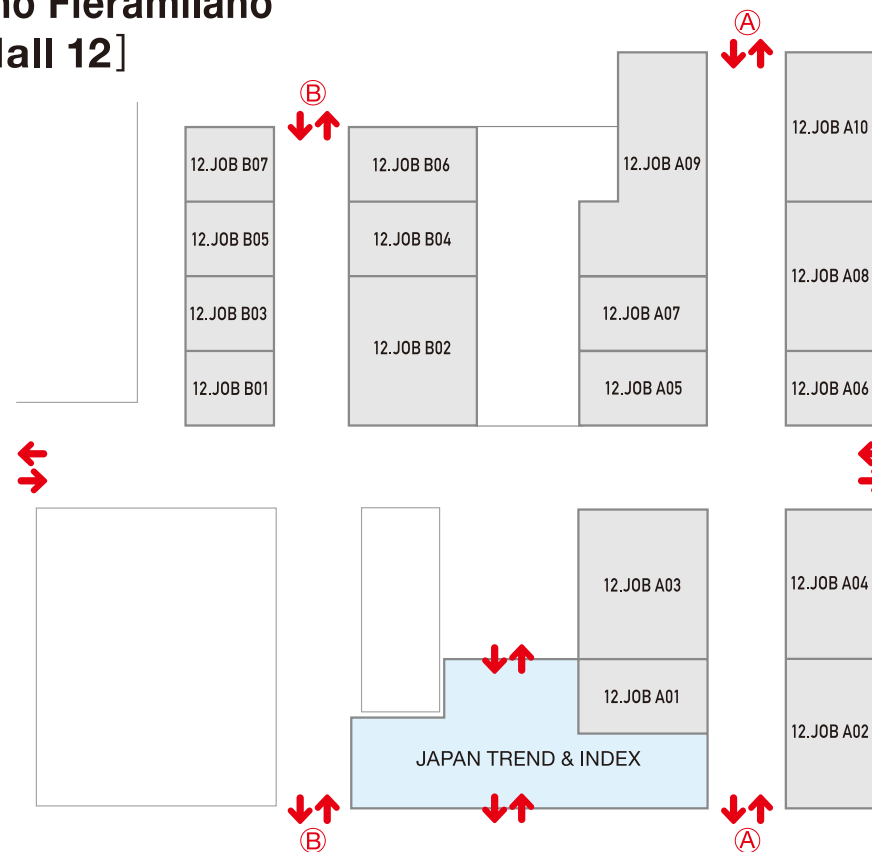 Fieramilano
12]
Ⓐ
Ⓑ
12.JOB B07
12.JOB B06
12.JOB A09
12.JOB A10
12.JOB B05
12.JOB B04
12.JOB B03
12.JOB A07
12.JOB A08
12.JOB B02
12.JOB B01
12.JOB A05
12.JOB A06
12.JOB A03
12.JOB A04
12.JOB A01
12.JOB A02
JAPAN TREND & INDEX
Ⓑ
Ⓐ